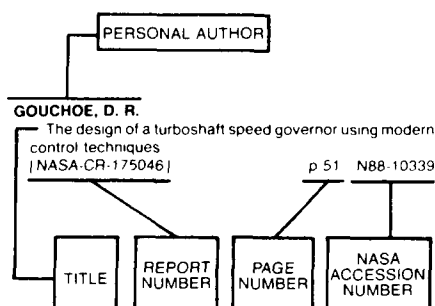 PERSONAL AUTHOR
GOUCHOE, D. R.
The design of a turboshaft speed governor using modern
control techniques
|NASA-CR-175046| p 51 N88-10339
TITLE
REPORT
NUMBER
PAGE
NUMBER
NASA
ACCESSION
NUMBER